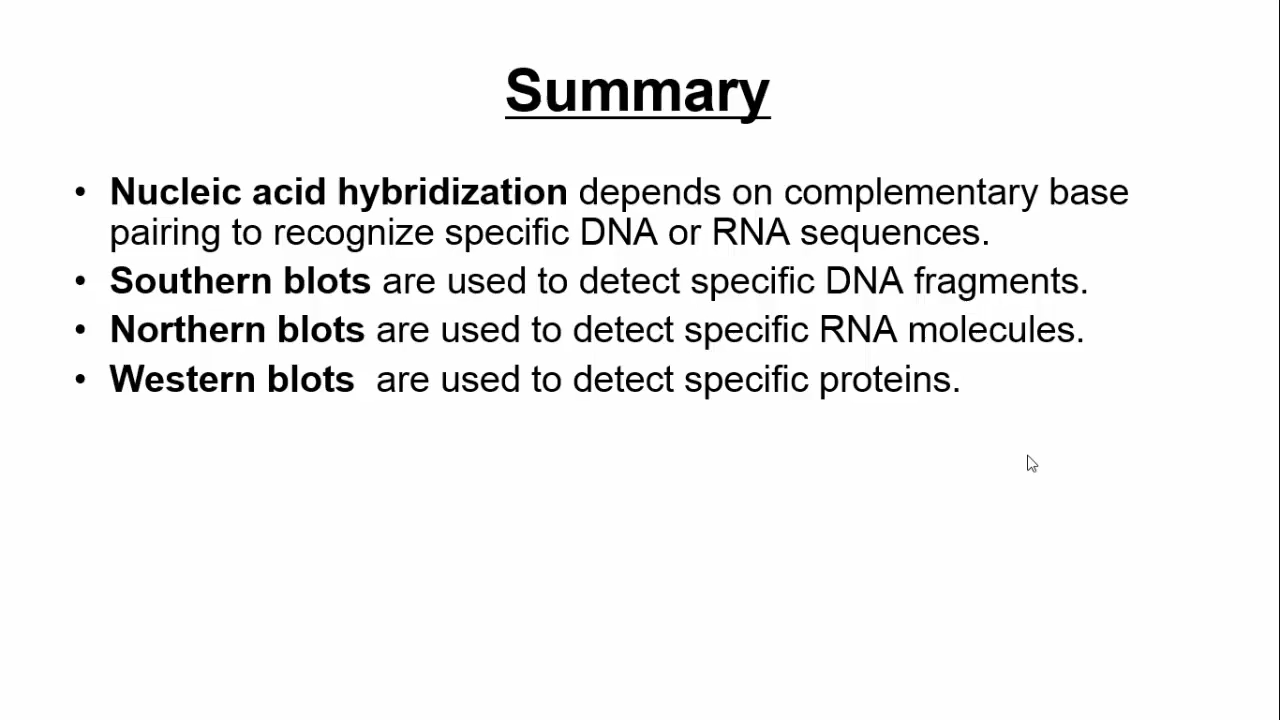 Summary
• Nucleic acid hybridization depends on complementary base
pairing to recognize specific DNA or RNA sequences.
• Southern blots are used to detect specific DNA fragments.
• Northern blots are used to detect specific RNA molecules.
• Western blots  are used to detect specific proteins.